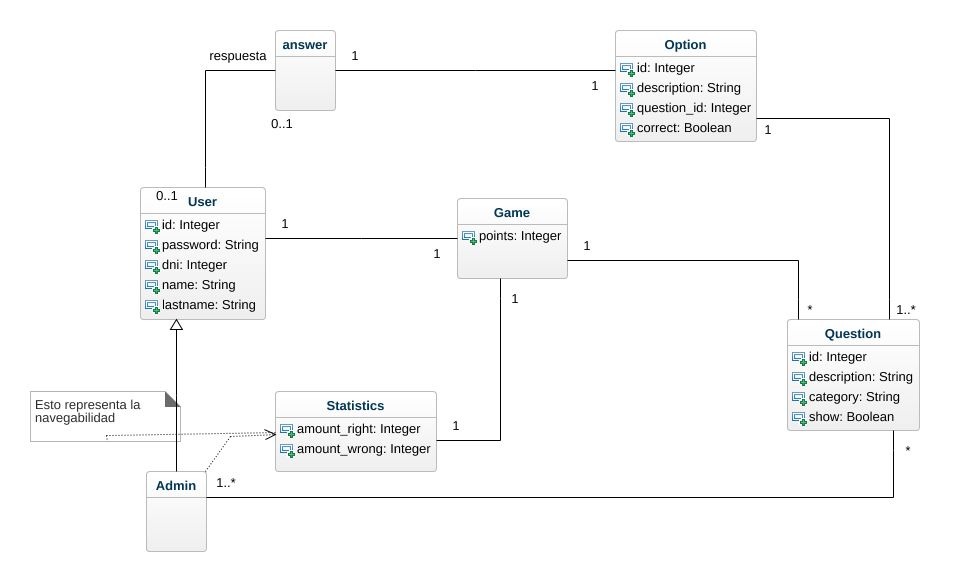 respuesta
answer
1
1
0..1
Option
id: Integer
description: String
question_id: Integer
correct: Boolean
1
0..1
User
id: Integer
password: String
dni: Integer
name: String
lastname: String
1
1
Game
points: Integer
1
1
*
1..*
Question
id: Integer
description: String
category: String
show: Boolean
*
Esto representa la
navegabilidad
Statistics
amount_right: Integer
amount_wrong: Integer
1
Admin
1..*